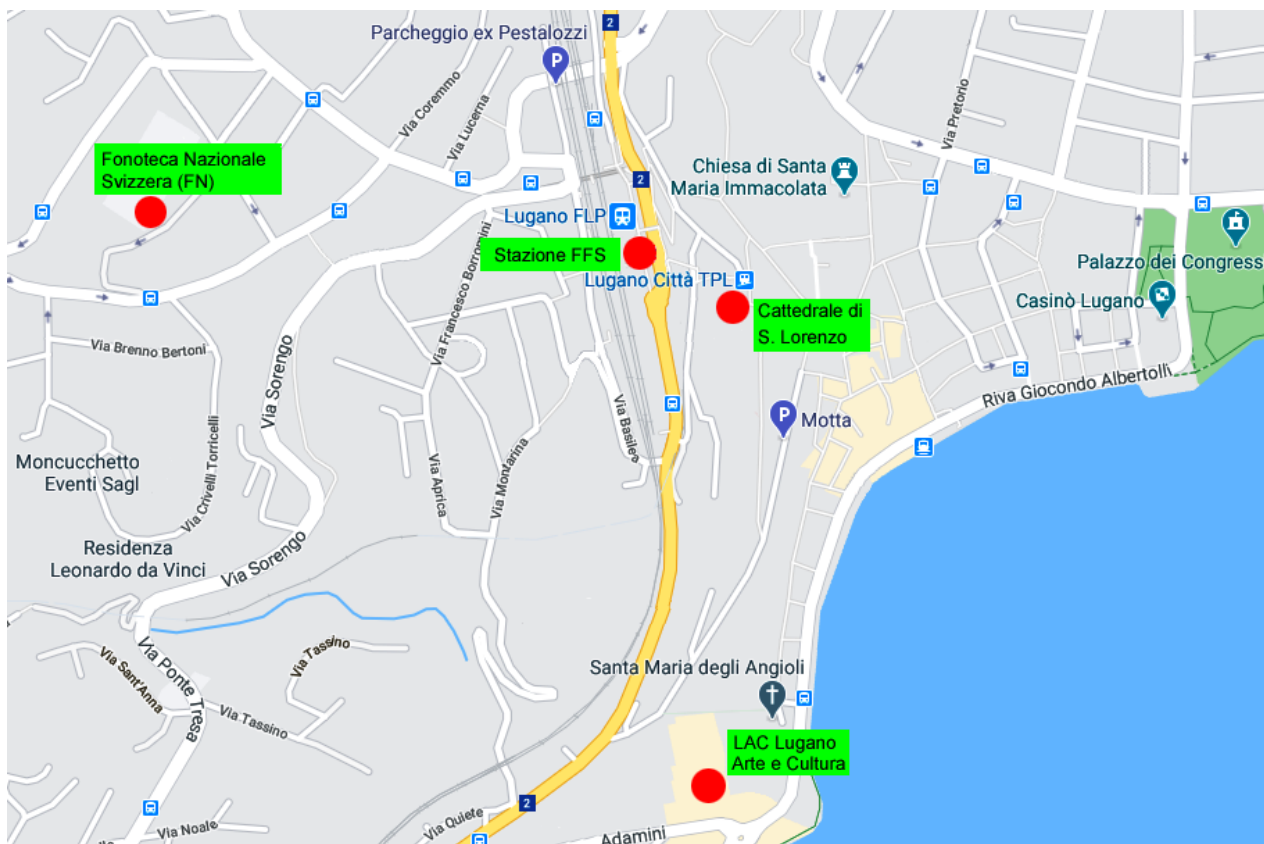 2
Parcheggio ex Pestalozzi
P
Via Coremmo
Via Lucerna
Via Pretorio
Fonoteca Nazionale
Svizzera (FN)
Chiesa di Santa
Maria Immacolata
2
Lugano FLP
Stazione FFS
Lugano Città TPL
Palazzo dei Congress
Casinò Lugano
Cattedrale di
S. Lorenzo
Via Francesco Borromini
Via Brenno Bertoni
Via Sorengo
Riva Giocondo Albertolli
Via Basilea
P
Motta
Moncucchetto
Eventi Sagl
Via Crivelli Torricelli
Via Aprica
Via Montarina
Residenza
Leonardo da Vinci
Via Sorengo
Via Ponte Tresa
Via Sant'Anna
Via Tassino
Via Tassino
Santa Maria degli Angioli
LAC Lugano
Arte e Cultura
2
Via Quiete
Via Noale
Adamini